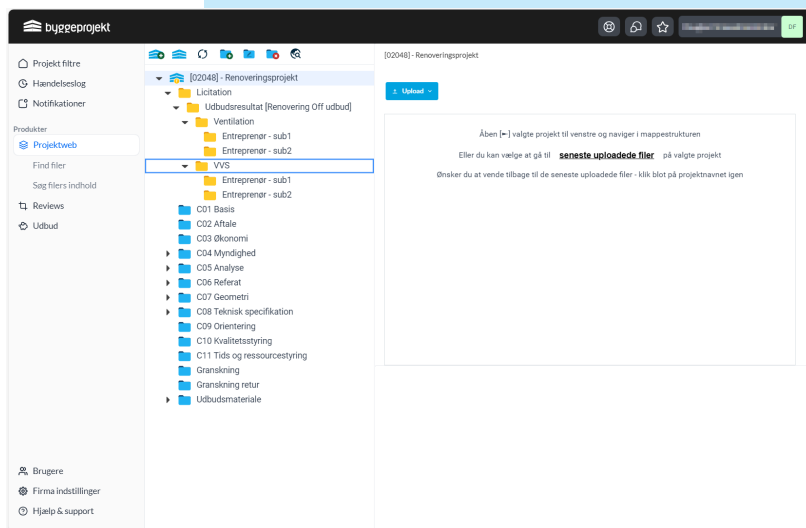 byggeprojekt
DF
Projekt filtre
Hændelseslog
Notifikationer
Produkter
Projektweb
Find filer
Søg filers indhold
Reviews
Udbud
Brugere
Firma indstillinger
Hjælp & support
[02048] - Renoveringsprojekt
Licitation
Udbudsresultat [Renovering Off udbud]
Ventilation
Entreprenør - sub1
Entreprenør - sub2
VVS
Entreprenør - sub1
Entreprenør - sub2
C01 Basis
C02 Aftale
C03 Økonomi
C04 Myndighed
C05 Analyse
C06 Referat
C07 Geometri
C08 Teknisk specifikation
C09 Orientering
C10 Kvalitetsstyring
C11 Tids og ressourcestyring
Granskning
Granskning retur
Udbudsmateriale
[02048] - Renoveringsprojekt
Upload
Åben [►] valgte projekt til venstre og naviger i mappestrukturen
Eller du kan vælge at gå til seneste uploadede filer på valgte projekt
Ønsker du at vende tilbage til de seneste uploadede filer - klik blot på projektnavnet igen